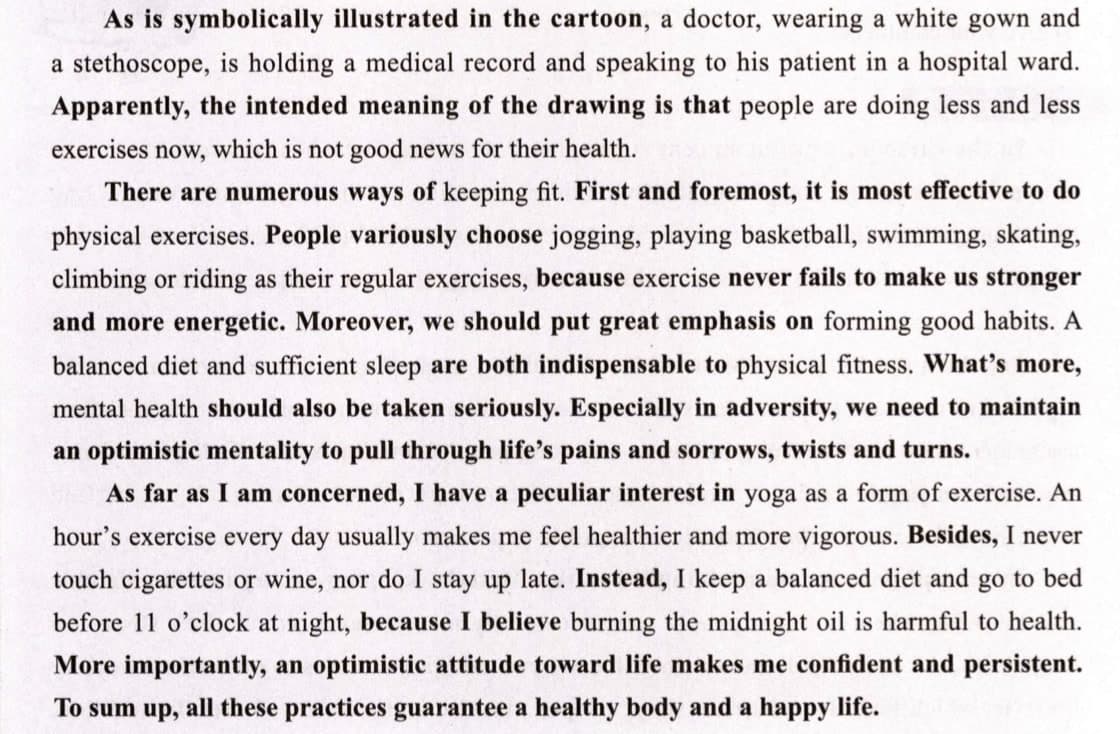 As is symbolically illustrated in the cartoon, a doctor, wearing a white gown and
a stethoscope, is holding a medical record and speaking to his patient in a hospital ward.
Apparently, the intended meaning of the drawing is that people are doing less and less
exercises now, which is not good news for their health.
There are numerous ways of keeping fit. First and foremost, it is most effective to do
physical exercises. People variously choose jogging, playing basketball, swimming, skating,
climbing or riding as their regular exercises, because exercise never fails to make us stronger
and more energetic. Moreover, we should put great emphasis on forming good habits. A
balanced diet and sufficient sleep are both indispensable to physical fitness. What's more,
mental health should also be taken seriously. Especially in adversity, we need to maintain
an optimistic mentality to pull through life's pains and sorrows, twists and turns.
As far as I am concerned, I have a peculiar interest in yoga as a form of exercise. An
hour's exercise every day usually makes me feel healthier and more vigorous. Besides, I never
touch cigarettes or wine, nor do I stay up late. Instead, I keep a balanced diet and go to bed
before 11 o'clock at night, because I believe burning the midnight oil is harmful to health.
More importantly, an optimistic attitude toward life makes me confident and persistent.
To sum up, all these practices guarantee a healthy body and a happy life.